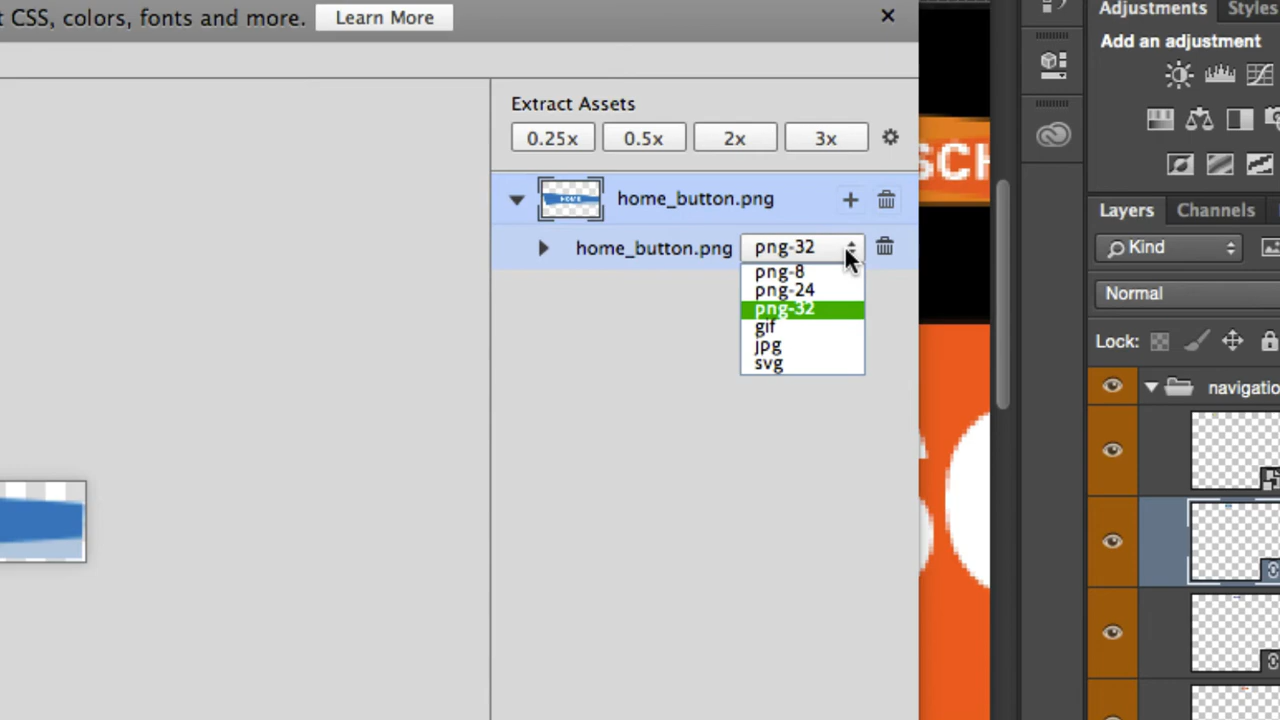 t CSS, colors, fonts and more.
Learn More
Extract Assets
0.25x
0.5x
2x
3x
home_button.png
home_button.png
png-32
png-8
png-24
png-32
gif
jpg
svg
SCH
Adjustments
Styles
Add an adjustment
Layers
Channels
Kind
Normal
Lock:
navigatio
HOME